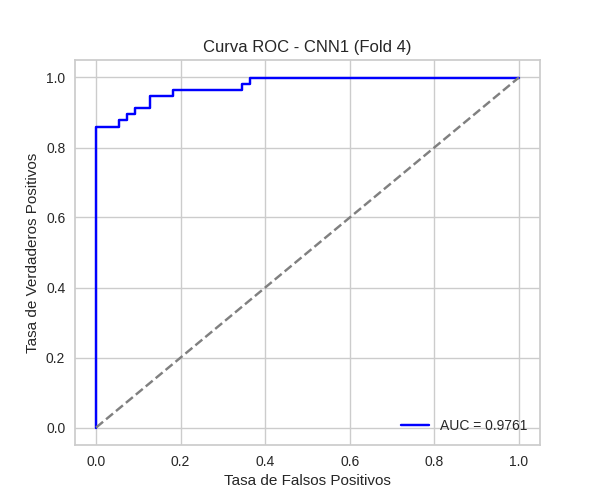 Curva ROC - CNN1 (Fold 4)
Tasa de Verdaderos Positivos
1.0
0.8
0.6
0.4
0.2
0.0
AUC = 0.9761
0.0 0.2 0.4 0.6 0.8 1.0
Tasa de Falsos Positivos